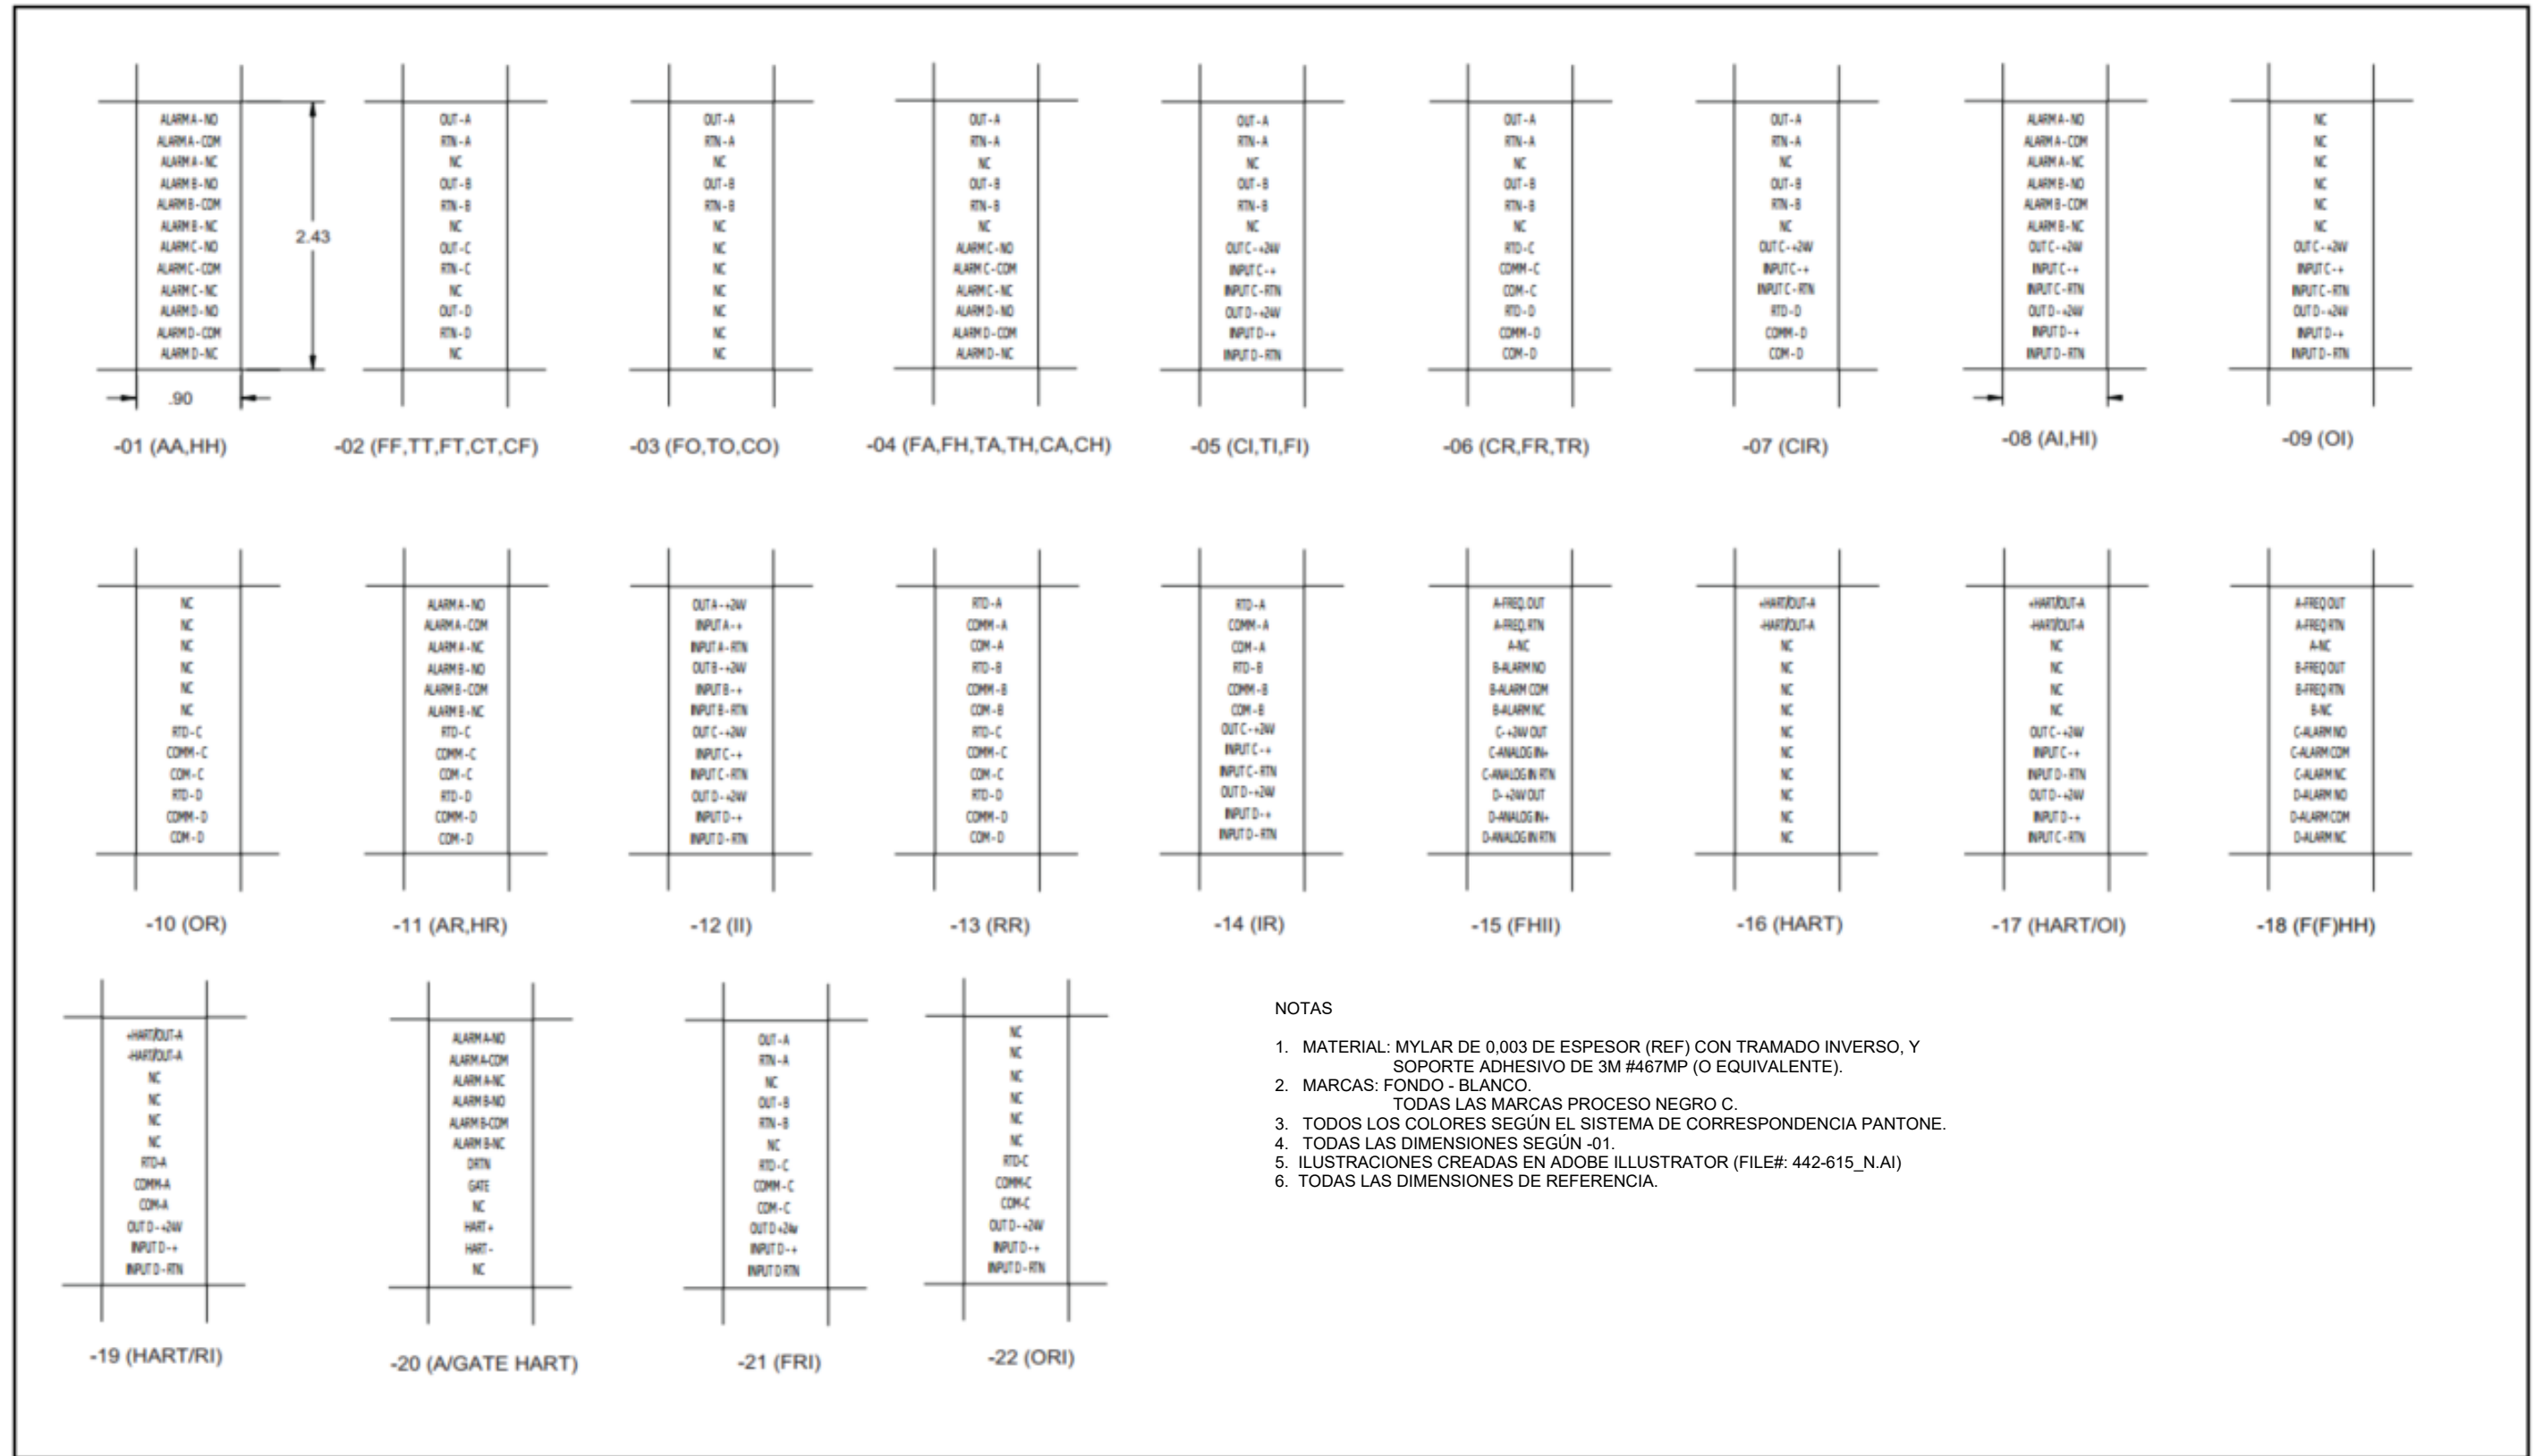 ALARM A - NO
ALARM A - COM
ALARM A - NC
ALARM B - NO
ALARM B - COM
ALARM B - NC
ALARM C - NO
ALARM C - COM
ALARM C - NC
ALARM D - NO
ALARM D - COM
ALARM D - NC
2.43
.90
-01 (AA,HH)
OUT - A
RTN - A
NC
OUT - B
RTN - B
NC
OUT - C
RTN - C
NC
OUT - D
RTN - D
NC
-02 (FF,TT,FT,CT,CF)
OUT - A
RTN - A
NC
OUT - B
RTN - B
NC
NC
NC
NC
NC
NC
NC
-03 (FO,TO,CO)
OUT - A
RTN - A
NC
OUT - B
RTN - B
NC
ALARM C - NO
ALARM C - COM
ALARM C - NC
ALARM D - NO
ALARM D - COM
ALARM D - NC
-04 (FA,FH,TA,TH,CA,CH)
OUT - A
RTN - A
NC
OUT - B
RTN - B
NC
OUT C - +24V
INPUT C - +
INPUT C - RTN
OUT D - +24V
INPUT D - +
INPUT D - RTN
-05 (CI,TI,FI)
OUT - A
RTN - A
NC
OUT - B
RTN - B
NC
RTD - C
COMM - C
COM - C
RTD - D
COMM - D
COM - D
-06 (CR,FR,TR)
OUT - A
RTN - A
NC
OUT - B
RTN - B
NC
OUT C - +24V
INPUT C - +
INPUT C - RTN
RTD - D
COMM - D
COM - D
-07 (CIR)
ALARM A - NO
ALARM A - COM
ALARM A - NC
ALARM B - NO
ALARM B - COM
ALARM B - NC
OUT C - +24V
INPUT C - +
INPUT C - RTN
OUT D - +24V
INPUT D - +
INPUT D - RTN
-08 (AI,HI)
NC
NC
NC
NC
NC
NC
OUT C - +24V
INPUT C - +
INPUT C - RTN
OUT D - +24V
INPUT D - +
INPUT D - RTN
-09 (OI)
NC
NC
NC
NC
NC
NC
RTD - C
COMM - C
COM - C
RTD - D
COMM - D
COM - D
-10 (OR)
ALARM A - NO
ALARM A - COM
ALARM A - NC
ALARM B - NO
ALARM B - COM
ALARM B - NC
RTD - C
COMM - C
COM - C
RTD - D
COMM - D
COM - D
-11 (AR,HR)
OUT A - +24V
INPUT A - +
INPUT A - RTN
OUT B - +24V
INPUT B - +
INPUT B - RTN
OUT C - +24V
INPUT C - +
INPUT C - RTN
OUT D - +24V
INPUT D - +
INPUT D - RTN
-12 (II)
RTD - A
COMM - A
COM - A
RTD - B
COMM - B
COM - B
RTD - C
COMM - C
COM - C
RTD - D
COMM - D
COM - D
-13 (RR)
RTD - A
COMM - A
COM - A
RTD - B
COMM - B
COM - B
OUT C - +24V
INPUT C - +
INPUT C - RTN
OUT D - +24V
INPUT D - +
INPUT D - RTN
-14 (IR)
A-FREQ. OUT
A-FREQ. RTN
A-NC
B-ALARM NO
B-ALARM COM
B-ALARM NC
C- +24V OUT
C-ANALOG IN+
C-ANALOG IN RTN
D- +24V OUT
D-ANALOG IN+
D-ANALOG IN RTN
-15 (FHII)
+HART/OUT-A
-HART/OUT-A
NC
NC
NC
NC
NC
NC
NC
NC
NC
NC
-16 (HART)
+HART/OUT-A
-HART/OUT-A
NC
NC
NC
NC
OUT C - +24V
INPUT C - +
INPUT D - RTN
OUT D - +24V
INPUT D - +
INPUT C - RTN
-17 (HART/OI)
A-FREQ OUT
A-FREQ RTN
A-NC
B-FREQ OUT
B-FREQ RTN
B-NC
C-ALARM NO
C-ALARM COM
C-ALARM NC
D-ALARM NO
D-ALARM COM
D-ALARM NC
-18 (F(F)HH)
+HART/OUT-A
-HART/OUT-A
NC
NC
NC
NC
RTD-A
COMM-A
COM-A
OUT D - +24V
INPUT D - +
INPUT D - RTN
-19 (HART/RI)
ALARM A-NO
ALARM A-COM
ALARM A-NC
ALARM B-NO
ALARM B-COM
ALARM B-NC
DRTN
GATE
NC
HART +
HART -
NC
-20 (A/GATE HART)
OUT - A
RTN - A
NC
OUT - B
RTN - B
NC
RTD - C
COMM - C
COM - C
OUT D +24v
INPUT D - +
INPUT D RTN
-21 (FRI)
NC
NC
NC
NC
NC
NC
RTD-C
COMM-C
COM-C
OUT D - +24V
INPUT D - +
INPUT D - RTN
-22 (ORI)
NOTAS
1. MATERIAL: MYLAR DE 0,003 DE ESPESOR (REF) CON TRAMADO INVERSO, Y
SOPORTE ADHESIVO DE 3M #467MP (O EQUIVALENTE).
2. MARCAS: FONDO - BLANCO.
TODAS LAS MARCAS PROCESO NEGRO C.
3. TODOS LOS COLORES SEGÚN EL SISTEMA DE CORRESPONDENCIA PANTONE.
4. TODAS LAS DIMENSIONES SEGÚN -01.
5. ILUSTRACIONES CREADAS EN ADOBE ILLUSTRATOR (FILE#: 442-615_N.AI)
6. TODAS LAS DIMENSIONES DE REFERENCIA.